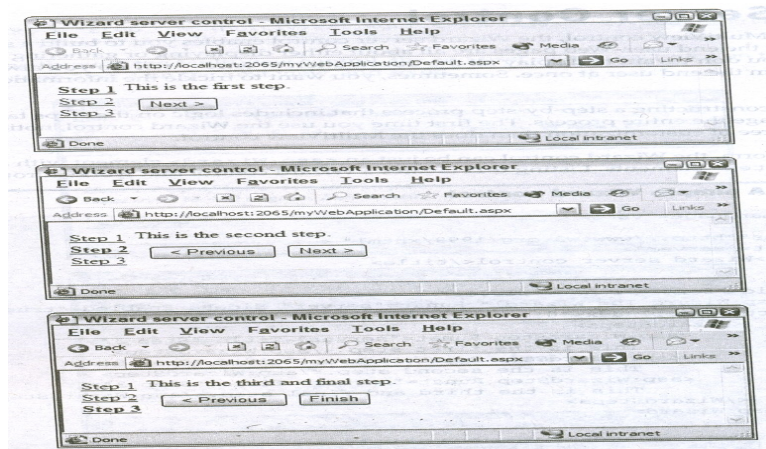 Wizard server control - Microsoft Internet Explorer
File Edit View Favorites Tools Help
Back Search Favorites Media
Address http://localhost:2065/myWebApplication/Default.aspx Go Links »
Step 1 This is the first step.
Step 2 Next >
Step 3
Done Local intranet
Wizard server control - Microsoft Internet Explorer
File Edit View Favorites Tools Help
Back Search Favorites Media »
Address http://localhost:2065/myWebApplication/Default.aspx Go Links »
Step 1 This is the second step.
Step 2 < Previous Next >
Step 3
Done Local intranet
Wizard server control - Microsoft Internet Explorer
File Edit View Favorites Tools Help
Back Search Favorites Media »
Address http://localhost:2065/myWebApplication/Default.aspx Go Links »
Step 1 This is the third and final step.
Step 2 < Previous Finish
Step 3
Done Local intranet